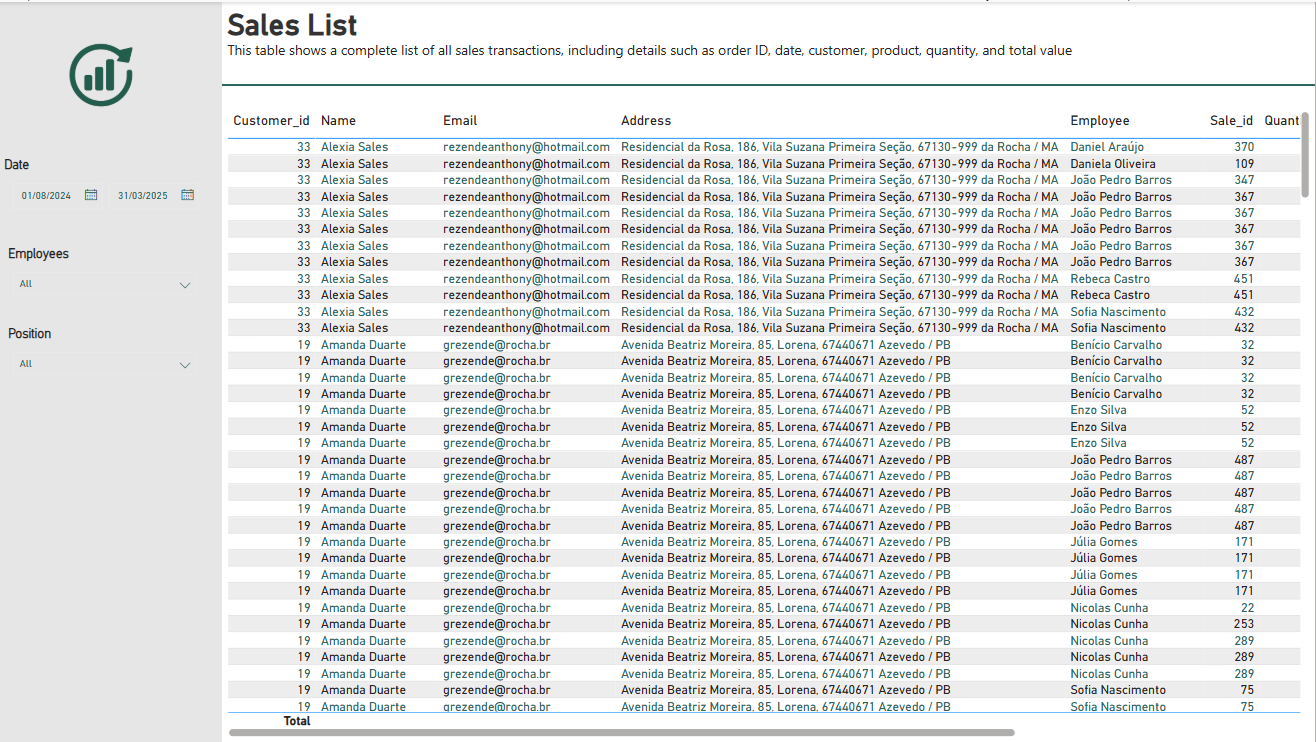 Sales List
This table shows a complete list of all sales transactions, including details such as order ID, date, customer, product, quantity, and total value
Date
01/08/2024 31/03/2025
Employees
All
Position
All
Customer_id Name Email Address Employee Sale_id Quant
33 Alexia Sales rezendeanthony@hotmail.com Residencial da Rosa, 186, Vila Suzana Primeira Seção, 67130-999 da Rocha / MA Daniel Araújo 370
33 Alexia Sales rezendeanthony@hotmail.com Residencial da Rosa, 186, Vila Suzana Primeira Seção, 67130-999 da Rocha / MA Daniela Oliveira 109
33 Alexia Sales rezendeanthony@hotmail.com Residencial da Rosa, 186, Vila Suzana Primeira Seção, 67130-999 da Rocha / MA João Pedro Barros 347
33 Alexia Sales rezendeanthony@hotmail.com Residencial da Rosa, 186, Vila Suzana Primeira Seção, 67130-999 da Rocha / MA João Pedro Barros 367
33 Alexia Sales rezendeanthony@hotmail.com Residencial da Rosa, 186, Vila Suzana Primeira Seção, 67130-999 da Rocha / MA João Pedro Barros 367
33 Alexia Sales rezendeanthony@hotmail.com Residencial da Rosa, 186, Vila Suzana Primeira Seção, 67130-999 da Rocha / MA João Pedro Barros 367
33 Alexia Sales rezendeanthony@hotmail.com Residencial da Rosa, 186, Vila Suzana Primeira Seção, 67130-999 da Rocha / MA João Pedro Barros 367
33 Alexia Sales rezendeanthony@hotmail.com Residencial da Rosa, 186, Vila Suzana Primeira Seção, 67130-999 da Rocha / MA João Pedro Barros 367
33 Alexia Sales rezendeanthony@hotmail.com Residencial da Rosa, 186, Vila Suzana Primeira Seção, 67130-999 da Rocha / MA Rebeca Castro 451
33 Alexia Sales rezendeanthony@hotmail.com Residencial da Rosa, 186, Vila Suzana Primeira Seção, 67130-999 da Rocha / MA Rebeca Castro 451
33 Alexia Sales rezendeanthony@hotmail.com Residencial da Rosa, 186, Vila Suzana Primeira Seção, 67130-999 da Rocha / MA Sofia Nascimento 432
33 Alexia Sales rezendeanthony@hotmail.com Residencial da Rosa, 186, Vila Suzana Primeira Seção, 67130-999 da Rocha / MA Sofia Nascimento 432
19 Amanda Duarte grezende@rocha.br Avenida Beatriz Moreira, 85, Lorena, 67440671 Azevedo / PB Benício Carvalho 32
19 Amanda Duarte grezende@rocha.br Avenida Beatriz Moreira, 85, Lorena, 67440671 Azevedo / PB Benício Carvalho 32
19 Amanda Duarte grezende@rocha.br Avenida Beatriz Moreira, 85, Lorena, 67440671 Azevedo / PB Benício Carvalho 32
19 Amanda Duarte grezende@rocha.br Avenida Beatriz Moreira, 85, Lorena, 67440671 Azevedo / PB Benício Carvalho 32
19 Amanda Duarte grezende@rocha.br Avenida Beatriz Moreira, 85, Lorena, 67440671 Azevedo / PB Enzo Silva 52
19 Amanda Duarte grezende@rocha.br Avenida Beatriz Moreira, 85, Lorena, 67440671 Azevedo / PB Enzo Silva 52
19 Amanda Duarte grezende@rocha.br Avenida Beatriz Moreira, 85, Lorena, 67440671 Azevedo / PB Enzo Silva 52
19 Amanda Duarte grezende@rocha.br Avenida Beatriz Moreira, 85, Lorena, 67440671 Azevedo / PB João Pedro Barros 487
19 Amanda Duarte grezende@rocha.br Avenida Beatriz Moreira, 85, Lorena, 67440671 Azevedo / PB João Pedro Barros 487
19 Amanda Duarte grezende@rocha.br Avenida Beatriz Moreira, 85, Lorena, 67440671 Azevedo / PB João Pedro Barros 487
19 Amanda Duarte grezende@rocha.br Avenida Beatriz Moreira, 85, Lorena, 67440671 Azevedo / PB João Pedro Barros 487
19 Amanda Duarte grezende@rocha.br Avenida Beatriz Moreira, 85, Lorena, 67440671 Azevedo / PB João Pedro Barros 487
19 Amanda Duarte grezende@rocha.br Avenida Beatriz Moreira, 85, Lorena, 67440671 Azevedo / PB Júlia Gomes 171
19 Amanda Duarte grezende@rocha.br Avenida Beatriz Moreira, 85, Lorena, 67440671 Azevedo / PB Júlia Gomes 171
19 Amanda Duarte grezende@rocha.br Avenida Beatriz Moreira, 85, Lorena, 67440671 Azevedo / PB Júlia Gomes 171
19 Amanda Duarte grezende@rocha.br Avenida Beatriz Moreira, 85, Lorena, 67440671 Azevedo / PB Júlia Gomes 171
19 Amanda Duarte grezende@rocha.br Avenida Beatriz Moreira, 85, Lorena, 67440671 Azevedo / PB Nicolas Cunha 22
19 Amanda Duarte grezende@rocha.br Avenida Beatriz Moreira, 85, Lorena, 67440671 Azevedo / PB Nicolas Cunha 253
19 Amanda Duarte grezende@rocha.br Avenida Beatriz Moreira, 85, Lorena, 67440671 Azevedo / PB Nicolas Cunha 289
19 Amanda Duarte grezende@rocha.br Avenida Beatriz Moreira, 85, Lorena, 67440671 Azevedo / PB Nicolas Cunha 289
19 Amanda Duarte grezende@rocha.br Avenida Beatriz Moreira, 85, Lorena, 67440671 Azevedo / PB Nicolas Cunha 289
19 Amanda Duarte grezende@rocha.br Avenida Beatriz Moreira, 85, Lorena, 67440671 Azevedo / PB Sofia Nascimento 75
19 Amanda Duarte grezende@rocha.br Avenida Beatriz Moreira, 85, Lorena, 67440671 Azevedo / PB Sofia Nascimento 75
Total